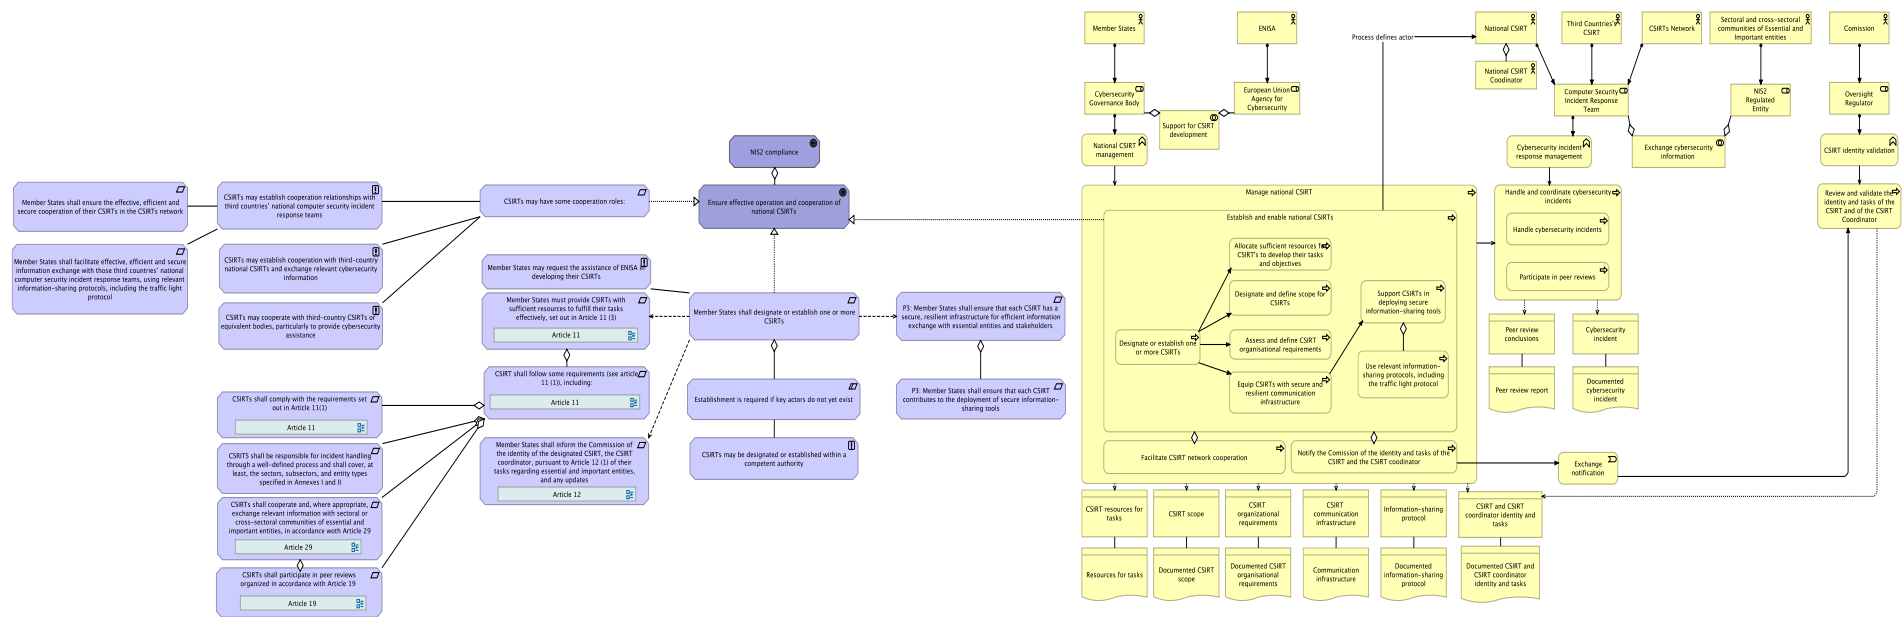 Member States
ENISA
Process defines actor
National CSIRT
Third Countries's
CSIRT
CSIRTs Network
Sectoral and cross-sectoral
communities of Essential and
Important entities
Comission
National CSIRT
Coordinator
Cybersecurity
Governance Body
European Union
Agency for
Cybersecurity
Support for CSIRT
development
Computer Security
Incident Response
Team
NIS2
Regulated
Entity
Oversight
Regulator
National CSIRT
management
Cybersecurity incident
response management
Exchange cybersecurity
information
CSIRT identity validation
NIS2 compliance
Ensure effective operation and cooperation of
national CSIRTs
Member States shall ensure the effective, efficient and
secure cooperation of their CSIRTs in the CSIRTs network
CSIRTs may establish cooperation relationships with
third countries' national computer security incident
response teams
CSIRTs may have some cooperation roles:
Member States shall facilitate effective, efficient and secure
information exchange with those third countries' national
computer security incident response teams, using relevant
information-sharing protocols, including the traffic light
protocol
CSIRTs may establish cooperation with third-country
national CSIRTs and exchange relevant cybersecurity
information
CSIRTs may cooperate with third-country CSIRTs or
equivalent bodies, particularly to provide cybersecurity
assistance
Member States may request the assistance of ENISA in
developing their CSIRTs
Member States must provide CSIRTs with
sufficient resources to fulfill their tasks
effectively, set out in Article 11 (3)
Article 11
Member States shall designate or establish one or more
CSIRTs
P3: Member States shall ensure that each CSIRT has a
secure, resilient infrastructure for efficient information
exchange with essential entities and stakeholders
CSIRT shall follow some requirements (see article
11 (1)), including:
Article 11
Establishment is required if key actors do not yet exist
P3: Member States shall ensure that each CSIRT
contributes to the deployment of secure information-
sharing tools
CSIRTs shall comply with the requirements set
out in Article 11(1)
Article 11
CSRITS shall be responsible for incident handling
through a well-defined process and shall cover, at
least, the sectors, subsectors, and entity types
specified in Annexes I and II
Member States shall inform the Commission of
the identity of the designated CSIRT, the CSIRT
coordinator, pursuant to Article 12 (1) of their
tasks regarding essential and important entities,
and any updates
Article 12
CSIRTs may be designated or established within a
competent authority
CSIRTs shall cooperate and, where appropriate,
exchange relevant information with sectoral or
cross-sectoral communities of essential and
important entities, in accordance woth Article 29
Article 29
CSIRTs shall participate in peer reviews
organized in accordance with Article 19
Article 19
Manage national CSIRT
Establish and enable national CSIRTs
Allocate sufficient resources for
CSIRT's to develop their tasks
and objectives
Designate and define scope for
CSIRTs
Support CSIRTs in
deploying secure
information-sharing tools
Designate or establish one
or more CSIRTs
Assess and define CSIRT
organisational requirements
Equip CSIRTs with secure and
resilient communication
infrastructure
Use relevant information-
sharing protocols, including
the traffic light protocol
Facilitate CSIRT network cooperation
Notify the Comission of the identity and tasks of the
CSIRT and the CSIRT coodinator
Handle and coordinate cybersecurity
incidents
Handle cybersecurity incidents
Participate in peer reviews
Review and validate the
identity and tasks of the
CSIRT and of the CSIRT
Coordinator
Peer review
conclusions
Cybersecurity
incident
Peer review report
Documented
cybersecurity
incident
Exchange
notification
CSIRT resources for
tasks
CSIRT scope
CSIRT
organizational
requirements
CSIRT
communication
infrastructure
Information-sharing
protocol
CSIRT and CSIRT
coordinator identity and
tasks
Resources for tasks
Documented CSIRT
scope
Documented CSIRT
organisational
requirements
Communication
infrastructure
Documented
information-sharing
protocol
Documented CSIRT and
CSIRT coordinator
identity and tasks